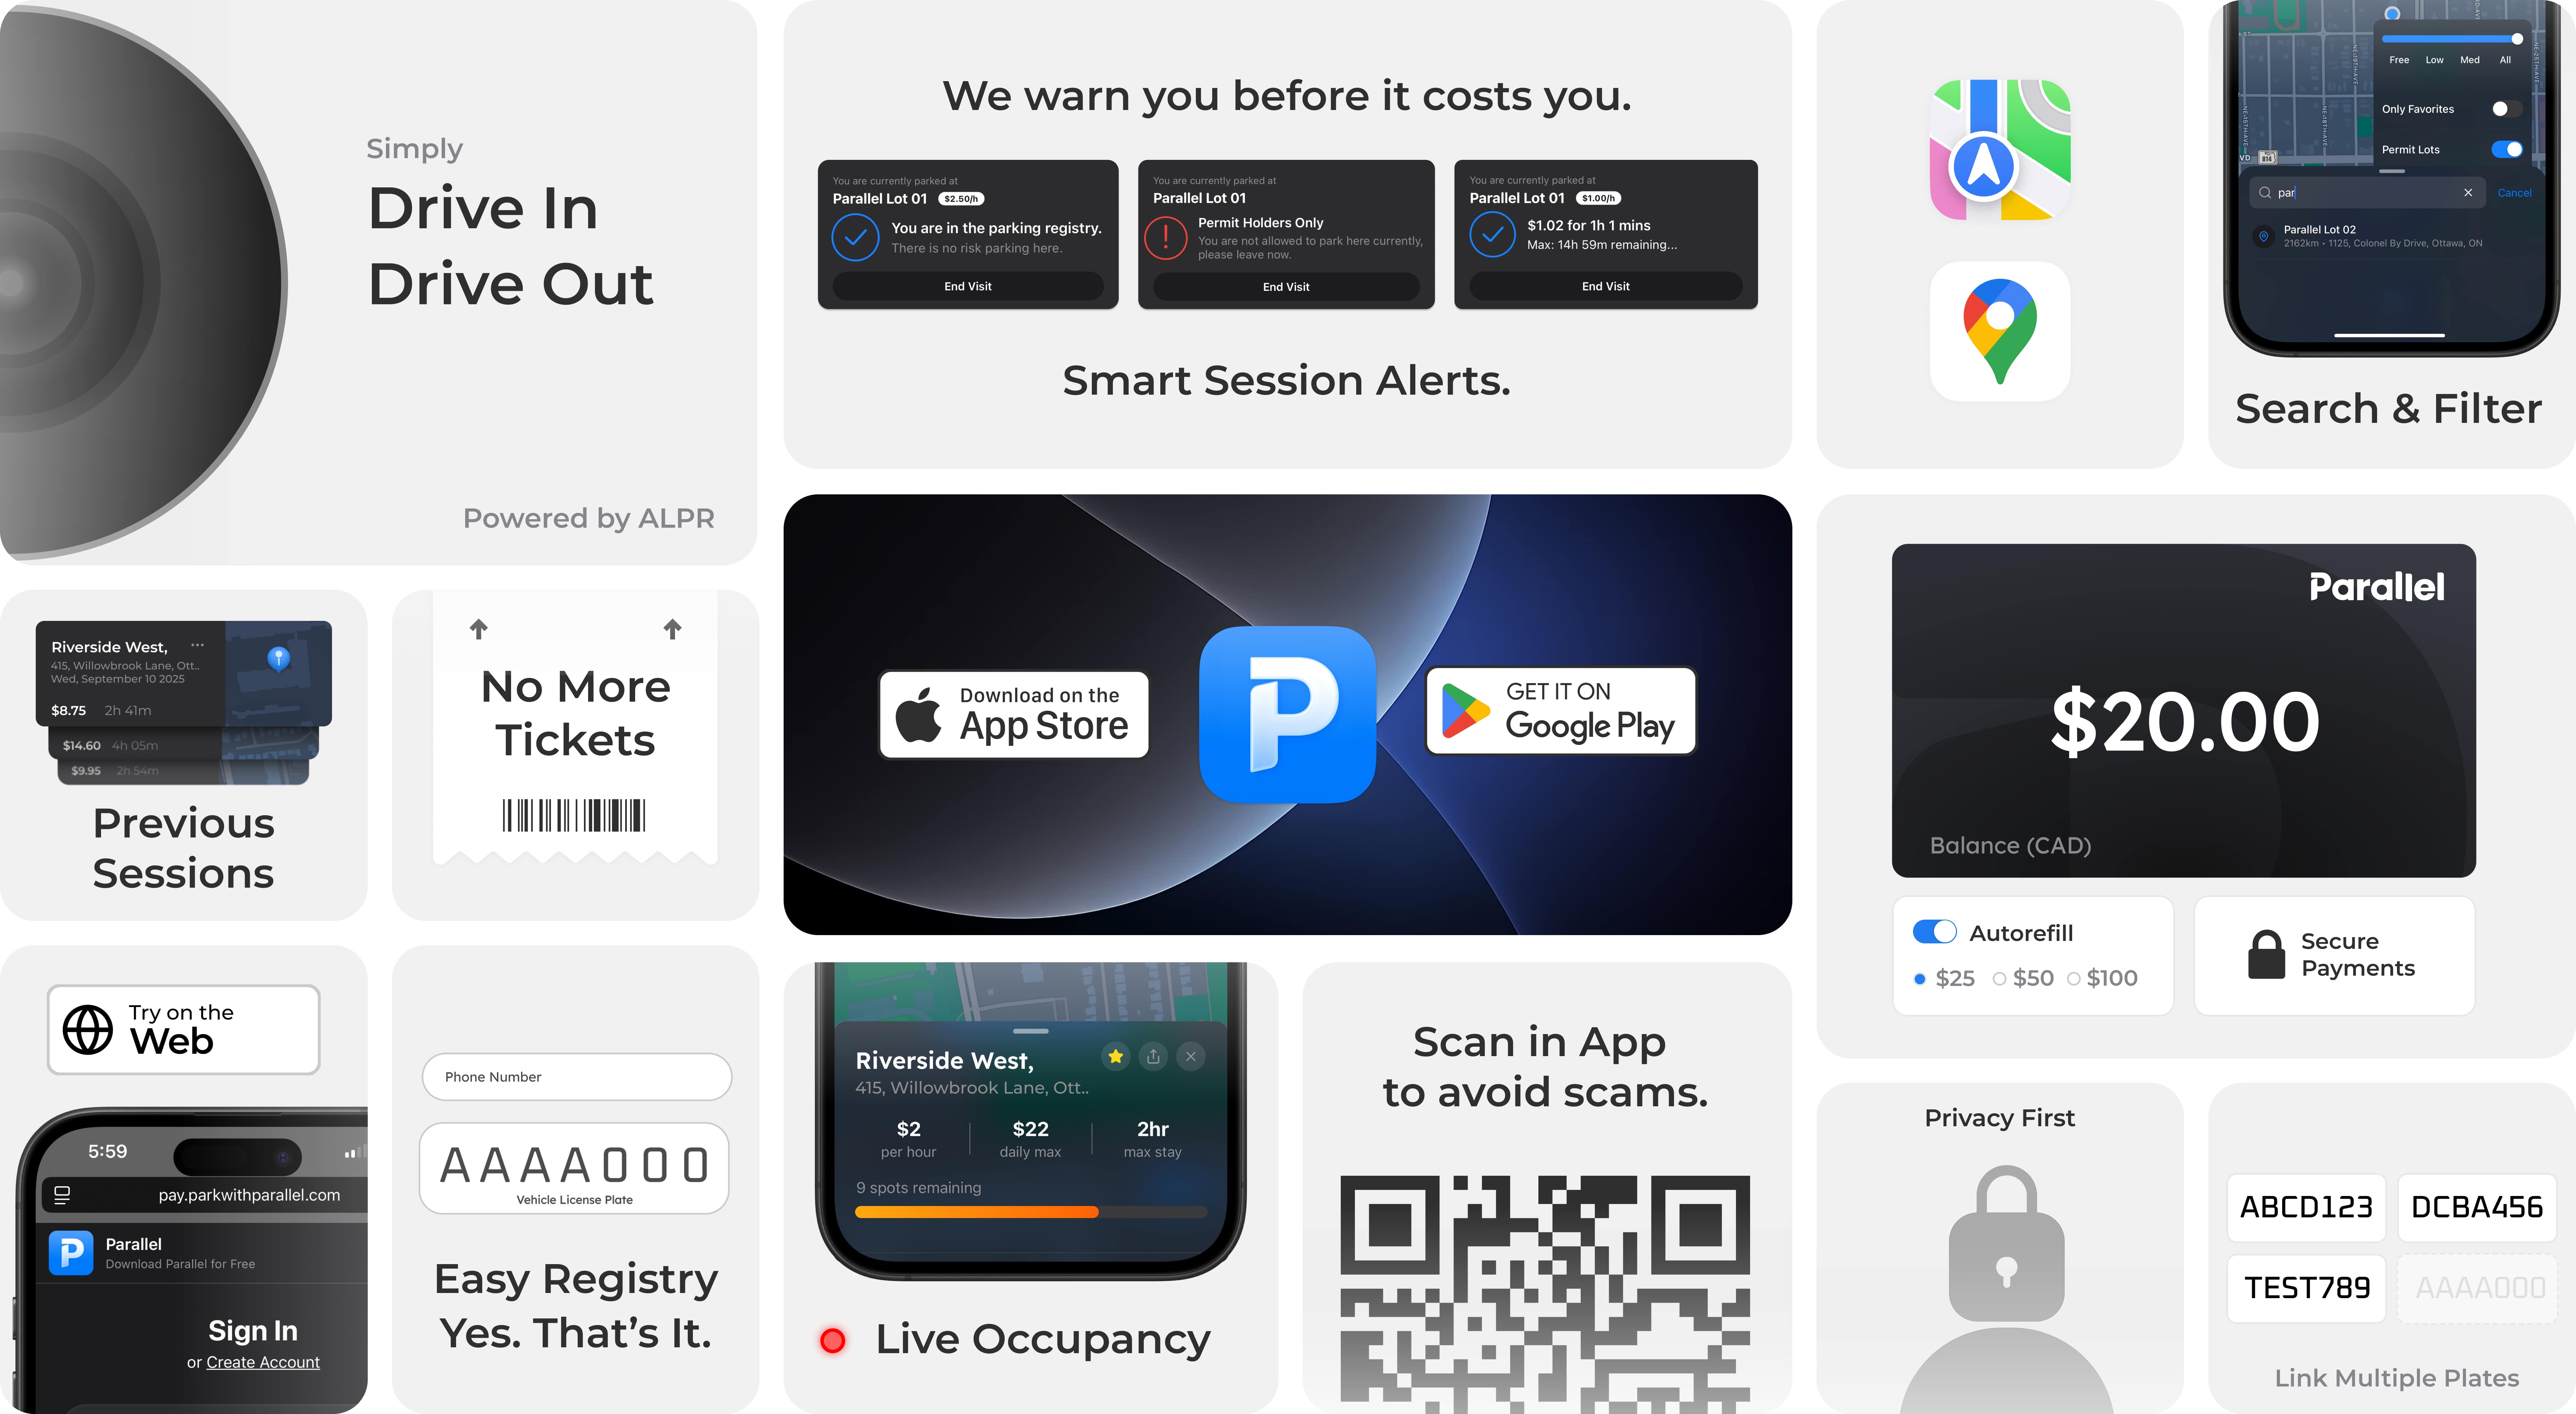 Simply
Drive In
Drive Out
Powered by ALPR
We warn you before it costs you.
You are currently parked at
Parallel Lot 01 $2.50/h
You are in the parking registry.
There is no risk parking here.
End Visit
You are currently parked at
Parallel Lot 01
Permit Holders Only
You are not allowed to park here currently,
please leave now.
End Visit
You are currently parked at
Parallel Lot 01 $1.00/h
$1.02 for 1h 1 mins
Max: 14h 59m remaining...
End Visit
Smart Session Alerts.
Free Low Med All
Only Favorites
Permit Lots
par
Cancel
Parallel Lot 02
2162km • 1125, Colonel By Drive, Ottawa, ON
Search & Filter
Riverside West,
415, Willowbrook Lane, Ott..
Wed, September 10 2025
$8.75 2h 41m
$14.60 4h 05m
$9.95 2h 54m
Previous
Sessions
No More
Tickets
Download on the
App Store
P
GET IT ON
Google Play
Parallel
$20.00
Balance (CAD)
Autorefill
$25 $50 $100
Secure
Payments
Try on the
Web
5:59
pay.parkwithparallel.com
P
Parallel
Download Parallel for Free
Sign In
or Create Account
Phone Number
AAAA000
Vehicle License Plate
Easy Registry
Yes. That's It.
Riverside West,
415, Willowbrook Lane, Ott..
$2 $22 2hr
per hour daily max max stay
9 spots remaining
Live Occupancy
Scan in App
to avoid scams.
Privacy First
ABCD123 DCBA456
TEST789 AAAA000
Link Multiple Plates